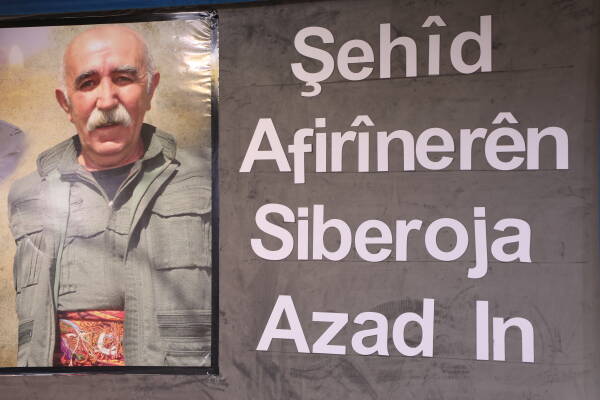 Şehîd
Afirînerên
Siberoja
Azad In